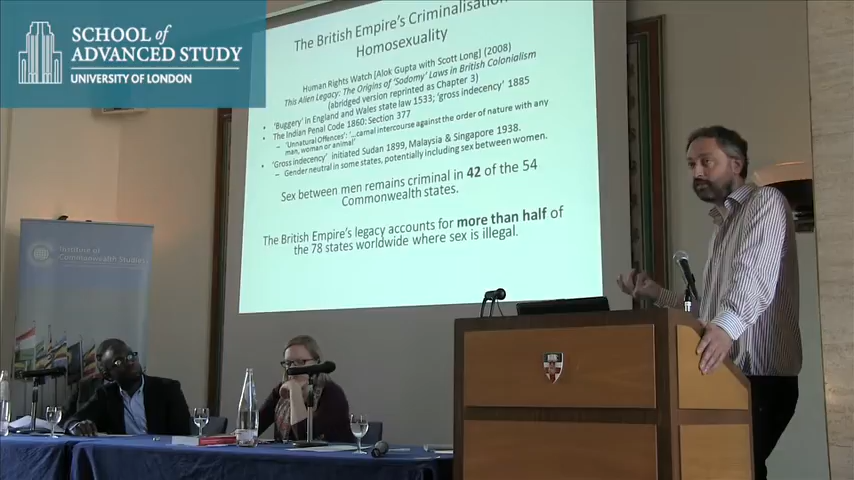 SCHOOL of
ADVANCED STUDY
UNIVERSITY OF LONDON
The British Empire's Criminalisation
Homosexuality
Human Rights Watch [Alok Gupta with Scott Long] (2008)
This Alien Legacy: The Origins of 'Sodomy' Laws in British Colonialism
(abridged version reprinted as Chapter 3)
• 'Buggery' in England and Wales state law 1533; 'gross indecency' 1885
• The Indian Penal Code 1860: Section 377
– 'Unnatural Offences': '...carnal intercourse against the order of nature with any
man, woman or animal'
• 'Gross indecency' initiated Sudan 1899, Malaysia & Singapore 1938.
– Gender neutral in some states, potentially including sex between women.
Sex between men remains criminal in 42 of the 54
Commonwealth states.
The British Empire's legacy accounts for more than half of
the 78 states worldwide where sex is illegal.
Institute of
Commonwealth Studies